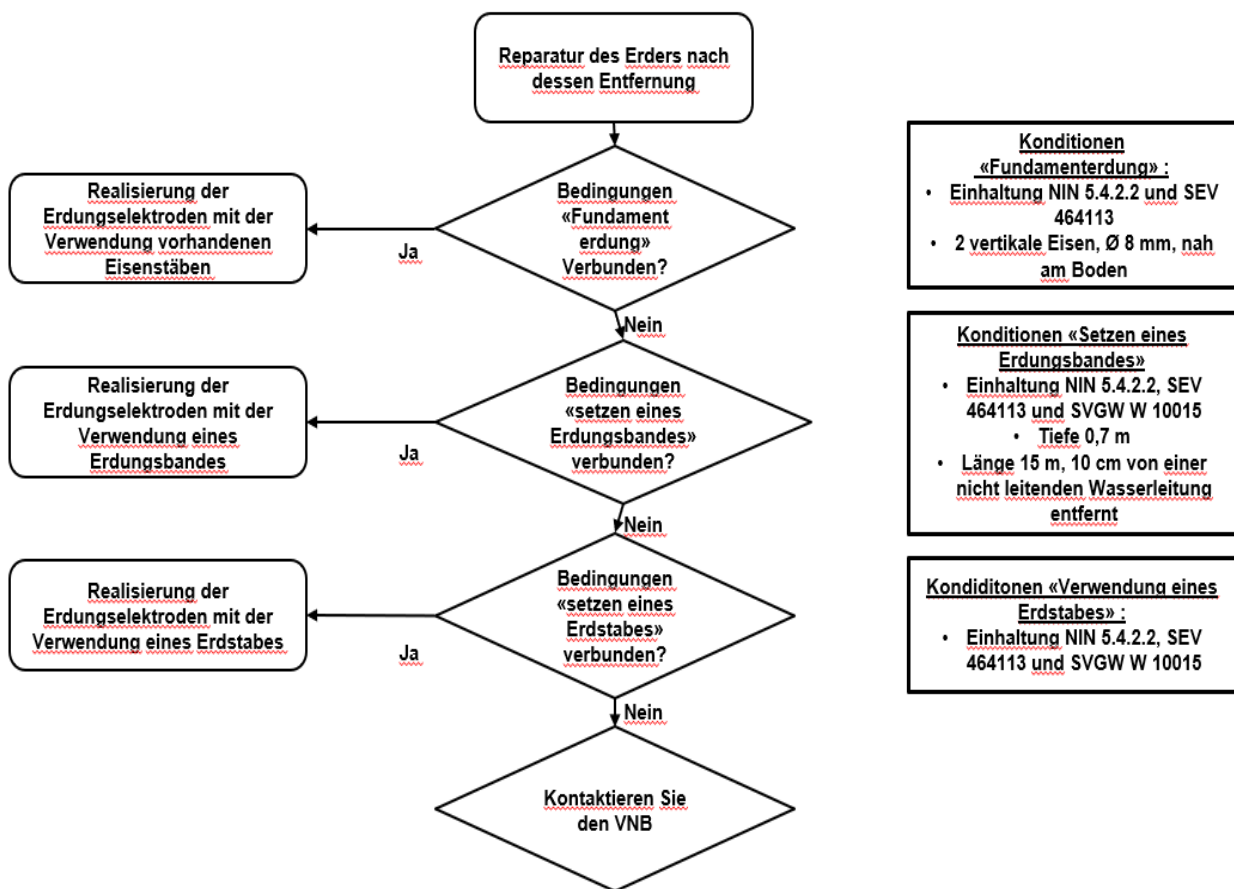 Reparatur des Erders nach
dessen Entfernung
Bedingungen
«Fundament
erdung»
Verbunden?
Realisierung der
Erdungselektroden mit der
Verwendung vorhandenen
Eisenstäben
Ja
Nein
Bedingungen
«setzen eines
Erdungsbandes»
verbunden?
Realisierung der
Erdungselektroden mit der
Verwendung eines
Erdungsbandes
Ja
Nein
Bedingungen
«setzen eines
Erdstabes»
verbunden?
Realisierung der
Erdungselektroden mit der
Verwendung eines Erdstabes
Ja
Nein
Kontaktieren Sie
den VNB
Konditionen
«Fundamenterdung» :
• Einhaltung NIN 5.4.2.2 und SEV
464113
• 2 vertikale Eisen, Ø 8 mm, nah
am Boden
Konditionen «Setzen eines
Erdungsbandes»
• Einhaltung NIN 5.4.2.2, SEV
464113 und SVGW W 10015
• Tiefe 0,7 m
• Länge 15 m, 10 cm von einer
nicht leitenden Wasserleitung
entfernt
Kondiditonen «Verwendung eines
Erdstabes» :
• Einhaltung NIN 5.4.2.2, SEV
464113 und SVGW W 10015